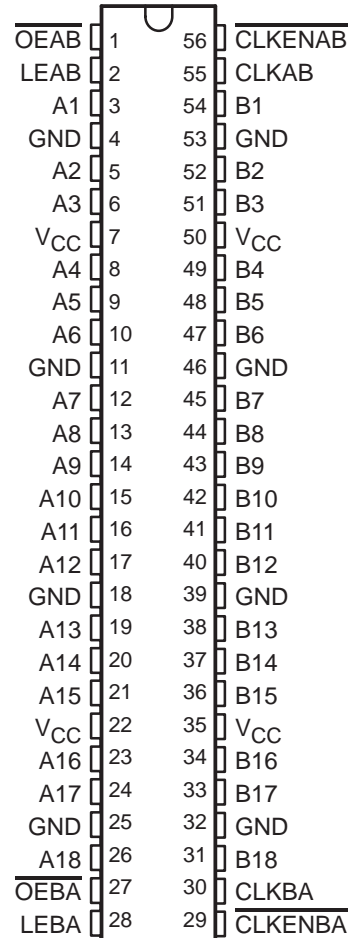 O̅E̅A̅B̅ 1 56 C̅L̅K̅E̅N̅A̅B̅
LEAB 2 55 CLKAB
A1 3 54 B1
GND 4 53 GND
A2 5 52 B2
A3 6 51 B3
VCC 7 50 VCC
A4 8 49 B4
A5 9 48 B5
A6 10 47 B6
GND 11 46 GND
A7 12 45 B7
A8 13 44 B8
A9 14 43 B9
A10 15 42 B10
A11 16 41 B11
A12 17 40 B12
GND 18 39 GND
A13 19 38 B13
A14 20 37 B14
A15 21 36 B15
VCC 22 35 VCC
A16 23 34 B16
A17 24 33 B17
GND 25 32 GND
A18 26 31 B18
O̅E̅B̅A̅ 27 30 CLKBA
LEBA 28 29 C̅L̅K̅E̅N̅B̅A̅